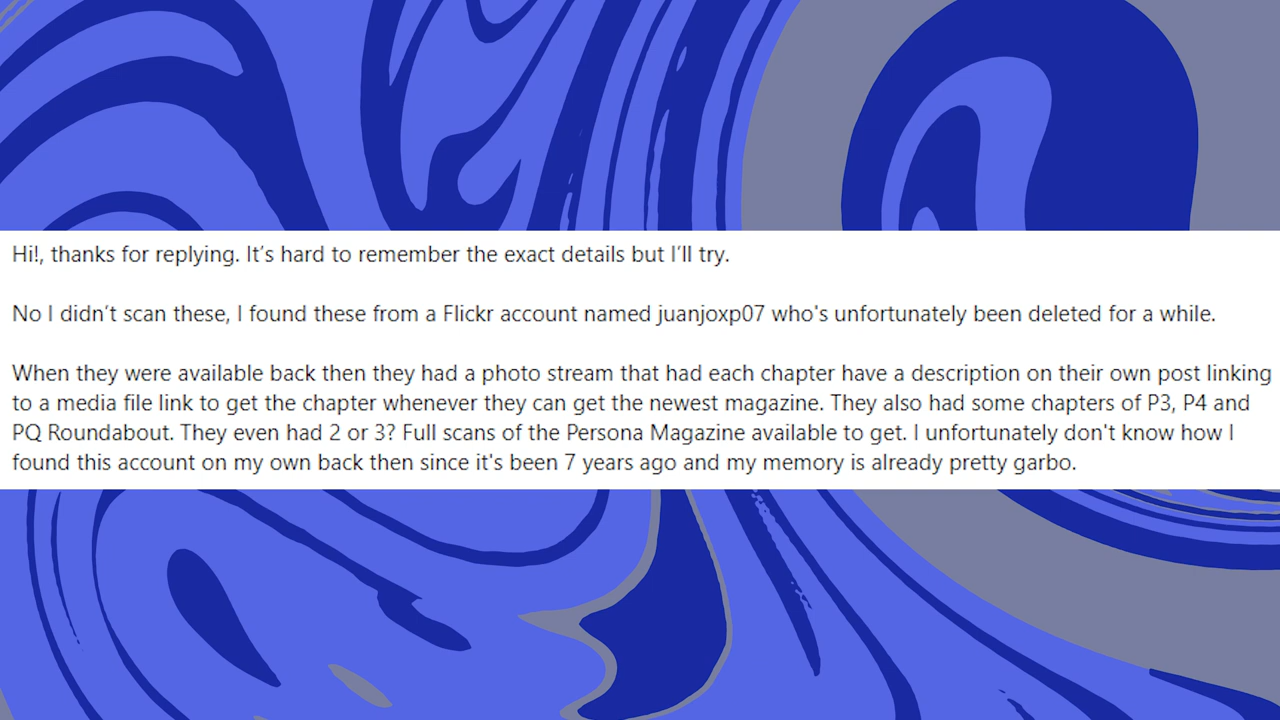 Hi!, thanks for replying. It’s hard to remember the exact details but I’ll try.
No I didn’t scan these, I found these from a Flickr account named juanjoxp07 who's unfortunately been deleted for a while.
When they were available back then they had a photo stream that had each chapter have a description on their own post linking
to a media file link to get the chapter whenever they can get the newest magazine. They also had some chapters of P3, P4 and
PQ Roundabout. They even had 2 or 3? Full scans of the Persona Magazine available to get. I unfortunately don't know how I
found this account on my own back then since it's been 7 years ago and my memory is already pretty garbo.